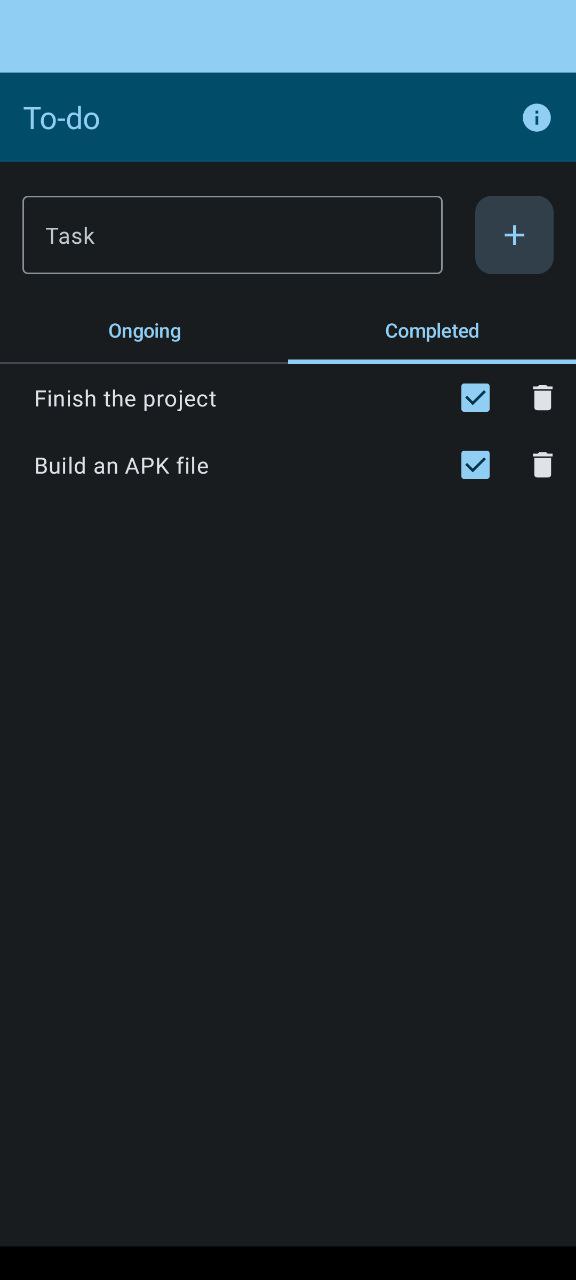 To-do
Task
Ongoing
Completed
Finish the project
Build an APK file